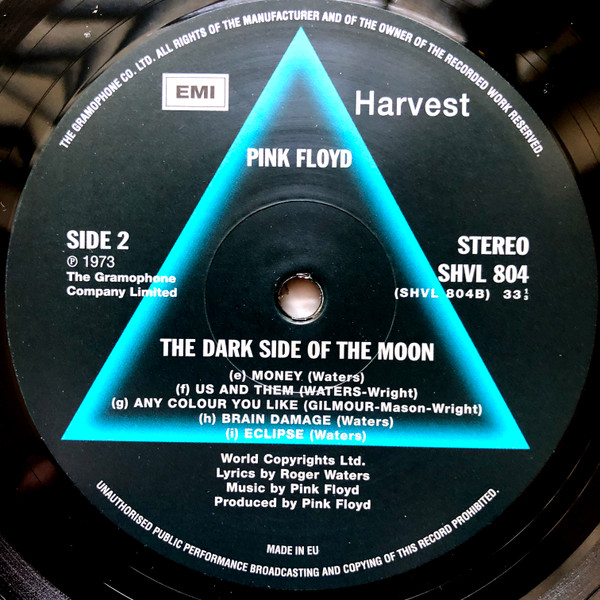 THE GRAMOPHONE CO. LTD. ALL RIGHTS OF THE MANUFACTURER AND OF THE OWNER OF THE RECORDED WORK RESERVED.
EMI
Harvest
PINK FLOYD
SIDE 2
℗ 1973
The Gramophone
Company Limited
STEREO
SHVL 804
(SHVL 804B) 33⅓
THE DARK SIDE OF THE MOON
(e) MONEY (Waters)
(f) US AND THEM (WATERS-Wright)
(g) ANY COLOUR YOU LIKE (GILMOUR-Mason-Wright)
(h) BRAIN DAMAGE (Waters)
(i) ECLIPSE (Waters)
World Copyrights Ltd.
Lyrics by Roger Waters
Music by Pink Floyd
Produced by Pink Floyd
MADE IN EU
UNAUTHORISED PUBLIC PERFORMANCE BROADCASTING AND COPYING OF THIS RECORD PROHIBITED.